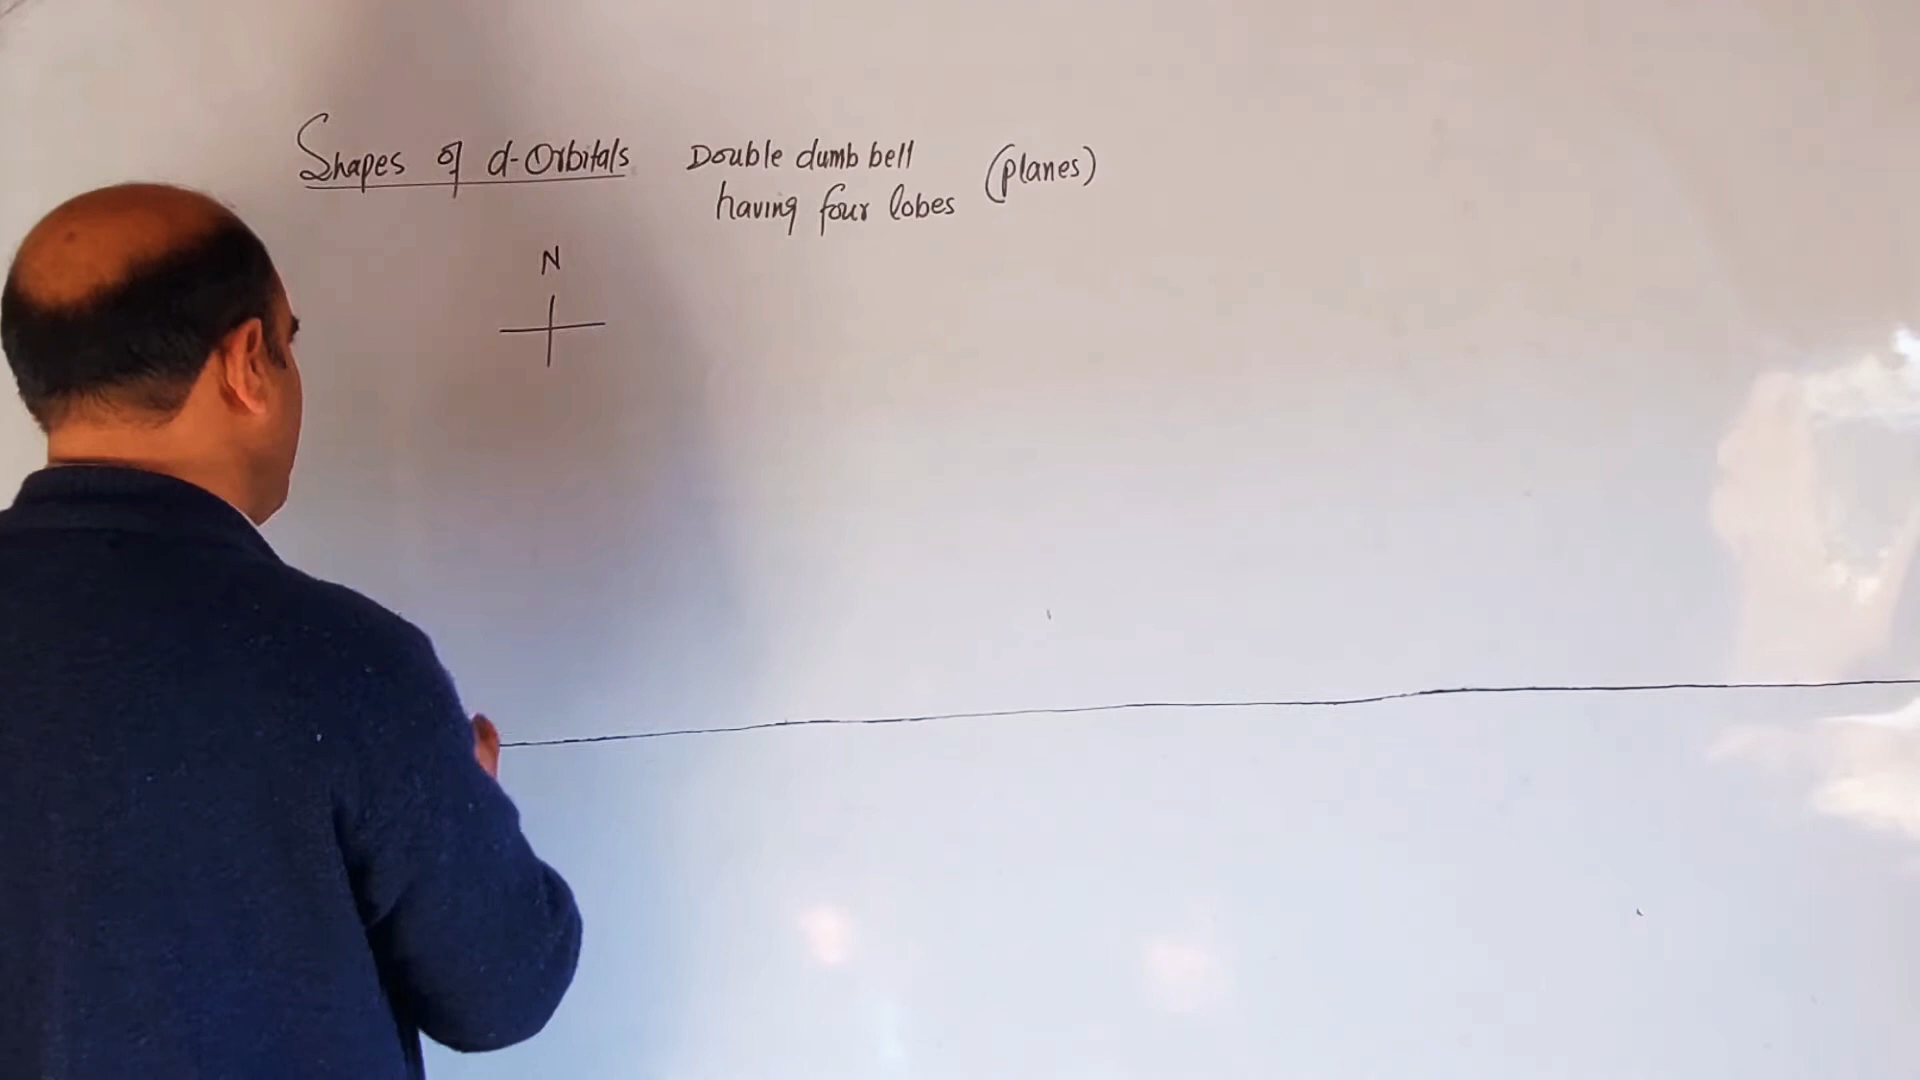 Shapes of d-Orbitals Double dumb bell (planes)
having four lobes
N